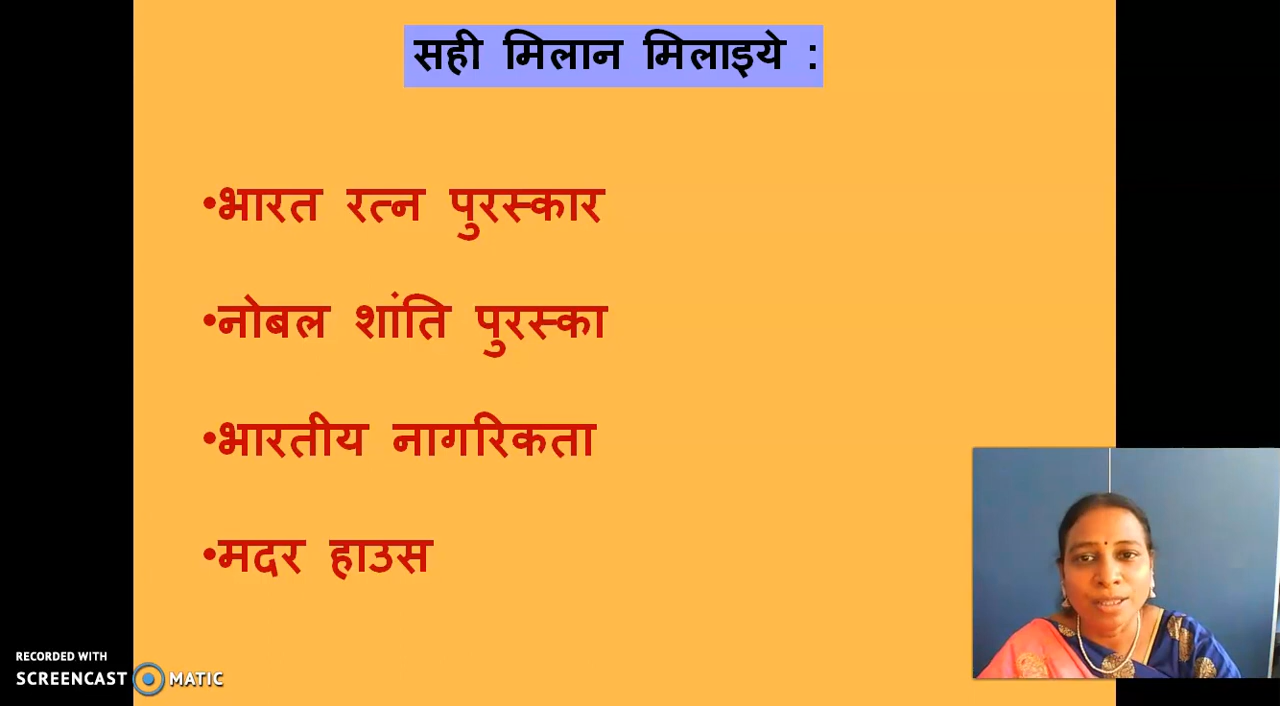 सही मिलान मिलाइये :
•भारत रत्न पुरस्कार
•नोबल शांति पुरस्का
•भारतीय नागरिकता
•मदर हाउस
RECORDED WITH
SCREENCAST MATIC